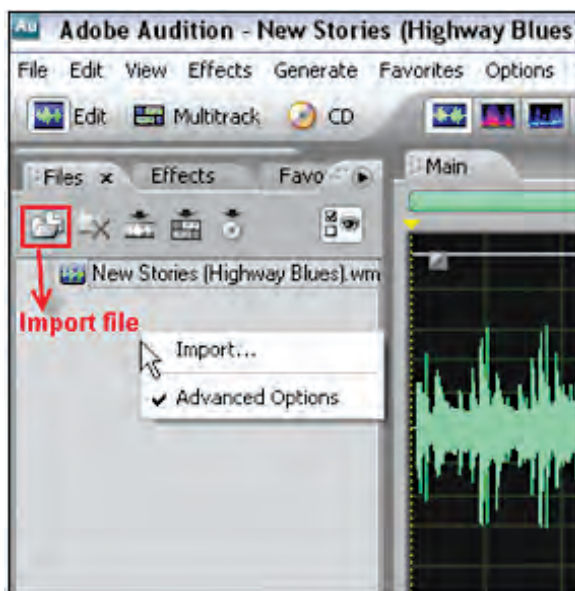 Au Adobe Audition - New Stories (Highway Blues
File Edit View Effects Generate Favorites Options
Edit Multitrack CD
Files x Effects Favo Main
New Stories (Highway Blues).wm
Import file
Import...
Advanced Options